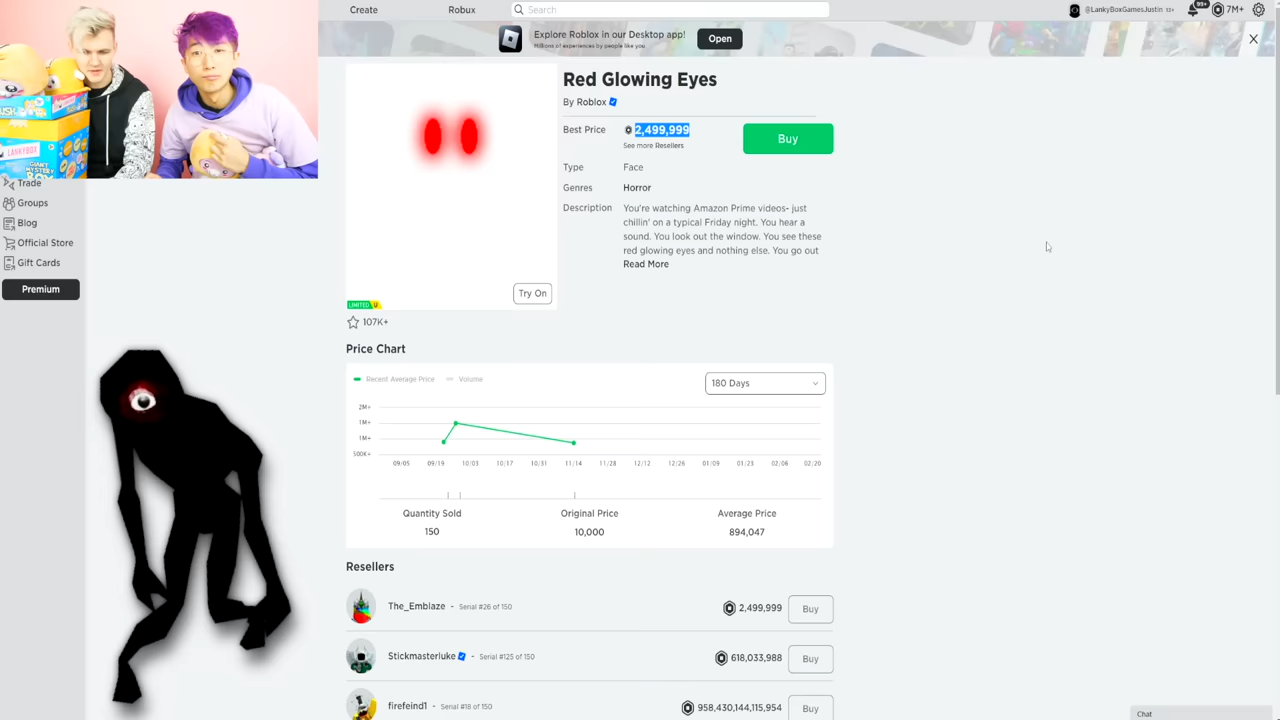 Create
Robux
Search
@LankyBoxGamesJustin 13+
99+
7M+
Explore Roblox in our Desktop app!
Millions of experiences by people like you
Open
Red Glowing Eyes
By Roblox
Best Price
2,499,999
See more Resellers
Buy
Type
Face
Genres
Horror
Description
You're watching Amazon Prime videos- just
chillin' on a typical Friday night. You hear a
sound. You look out the window. You see these
red glowing eyes and nothing else. You go out
Read More
LIMITED U
Try On
107K+
LANKYBOX
GIANT
MYSTERY
BOX
Trade
Groups
Blog
Official Store
Gift Cards
Premium
Price Chart
Recent Average Price
Volume
180 Days
2M+
1M+
1M+
500K+
09/05 09/19 10/03 10/17 10/31 11/14 11/28 12/12 12/26 01/09 01/23 02/06 02/20
Quantity Sold
150
Original Price
10,000
Average Price
894,047
Resellers
The_Emblaze - Serial #26 of 150
2,499,999
Buy
Stickmasterluke - Serial #125 of 150
618,033,988
Buy
firefeind1 - Serial #18 of 150
958,430,144,115,954
Buy
Chat